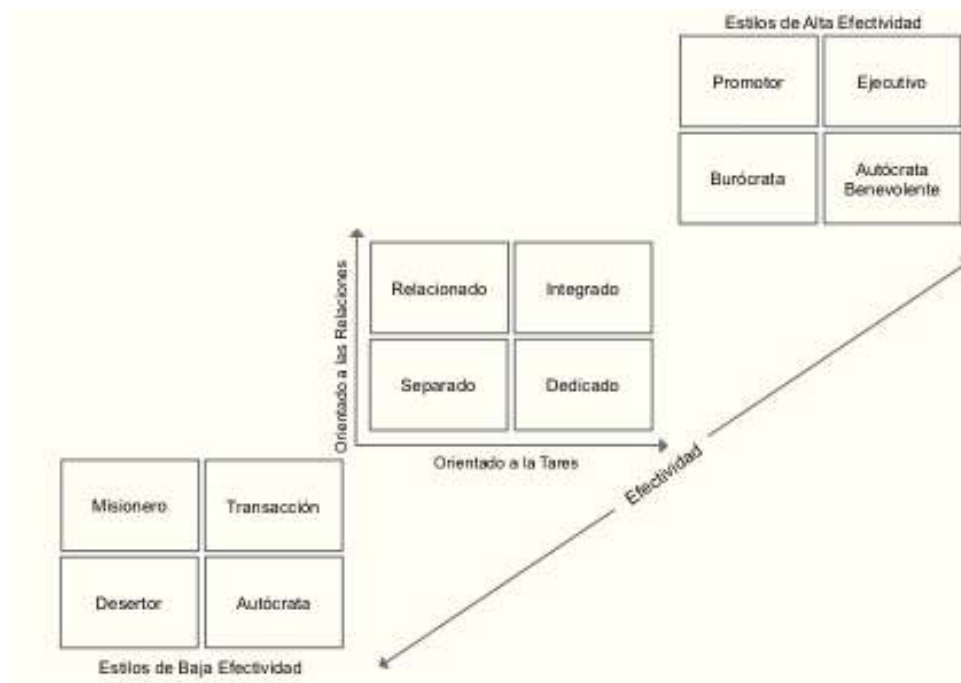 Estilos de Alta Efectividad
Promotor
Ejecutivo
Burócrata
Autócrata
Benevolente
Orientado a las Relaciones
Relacionado
Integrado
Separado
Dedicado
Orientado a la Tares
Efectividad
Misionero
Transacción
Desertor
Autócrata
Estilos de Baja Efectividad